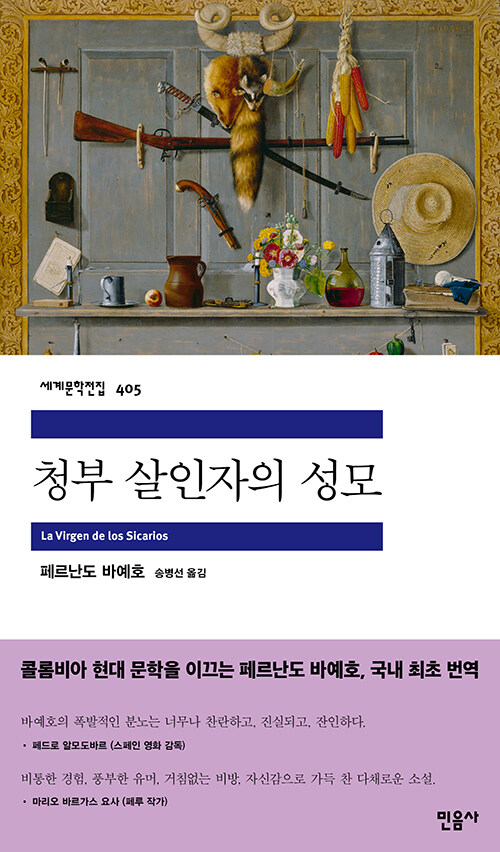 세계문학전집 405
청부 살인자의 성모
La Virgen de los Sicarios
페르난도 바예호 송병선 옮김
콜롬비아 현대 문학을 이끄는 페르난도 바예호, 국내 최초 번역
바예호의 폭발적인 분노는 너무나 찬란하고, 진실되고, 잔인하다.
• 페드로 알모도바르 (스페인 영화 감독)
비통한 경험, 풍부한 유머, 거침없는 비방, 자신감으로 가득 찬 다채로운 소설.
• 마리오 바르가스 요사 (페루 작가)
민음사